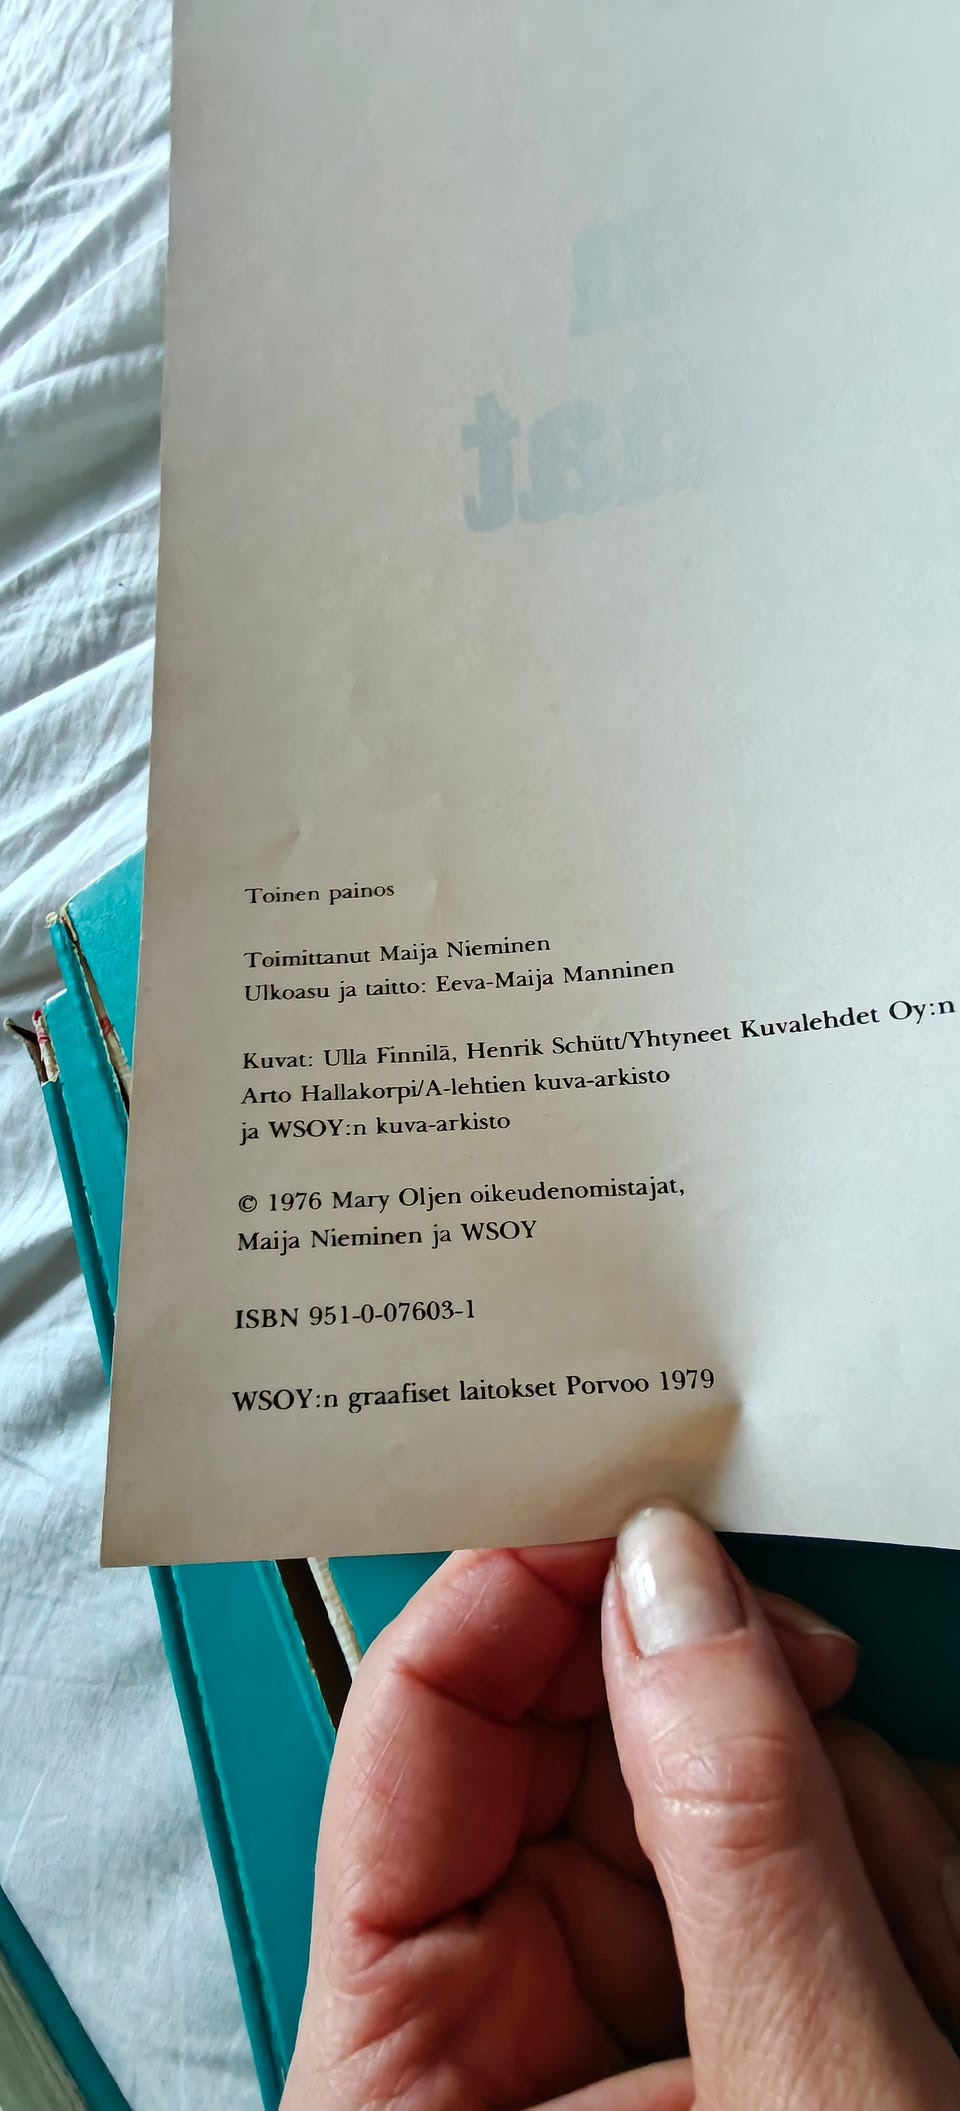 Toinen painos
Toimittanut Maija Nieminen
Ulkoasu ja taitto: Eeva-Maija Manninen
Kuvat: Ulla Finnilä, Henrik Schütt/Yhtyneet Kuvalehdet Oy:n
Arto Hallakorpi/A-lehtien kuva-arkisto
ja WSOY:n kuva-arkisto
© 1976 Mary Oljen oikeudenomistajat,
Maija Nieminen ja WSOY
ISBN 951-0-07603-1
WSOY:n graafiset laitokset Porvoo 1979